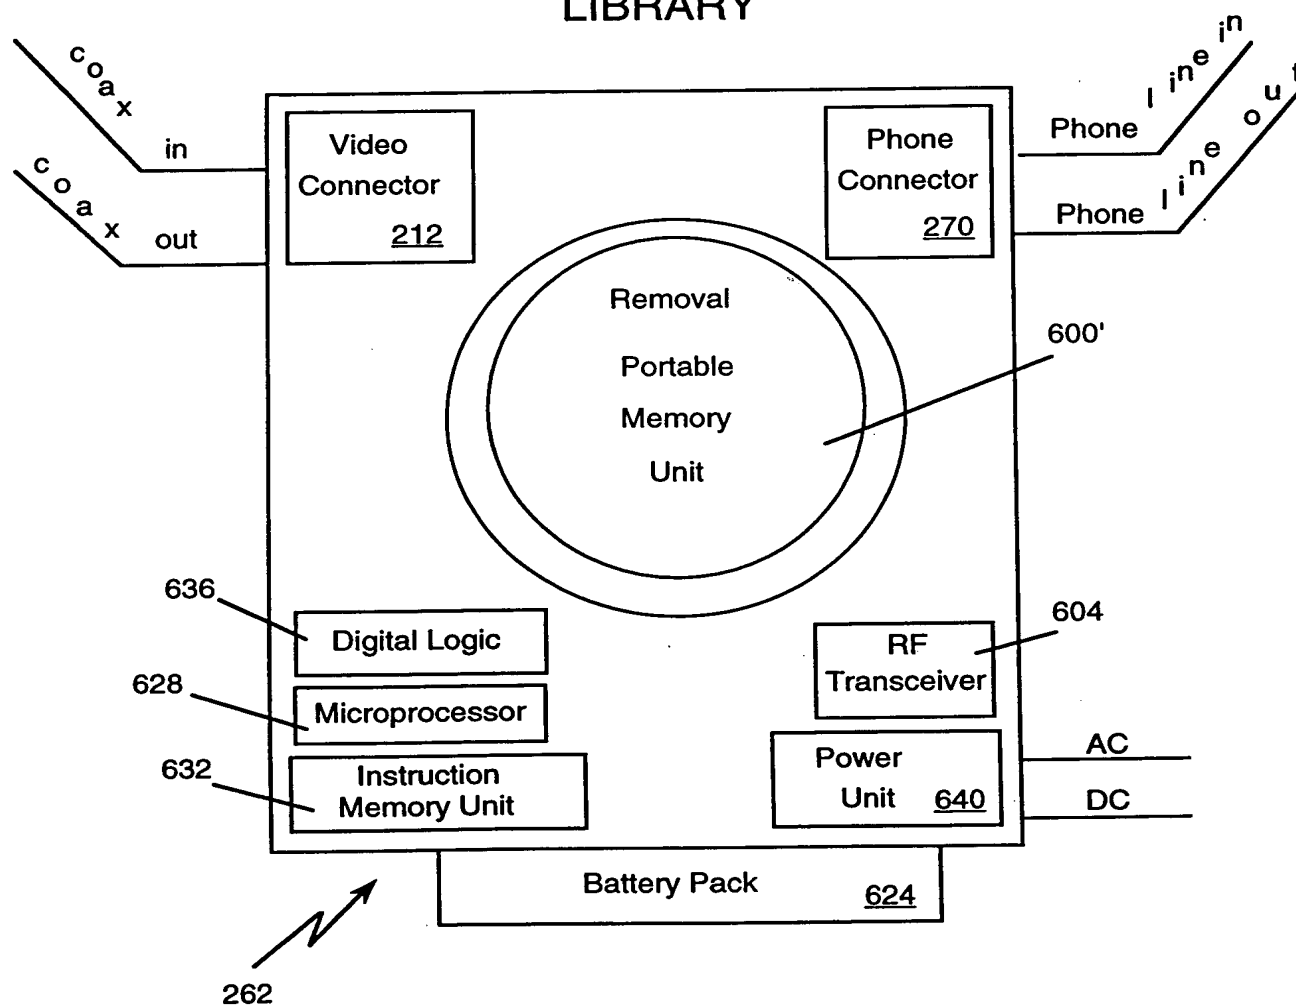 LIBRARY
coax in
coax out
Video
Connector
212
Phone
Connector
270
Phone line in
Phone line out
Removal
Portable
Memory
Unit
600'
636
Digital Logic
628
Microprocessor
632
Instruction
Memory Unit
RF
Transceiver
604
Power
Unit 640
AC
DC
Battery Pack 624
262